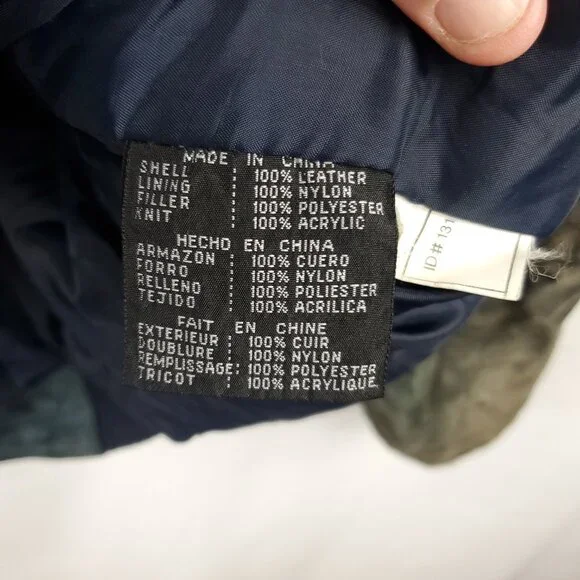 MADE IN CHINA
SHELL : 100% LEATHER
LINING : 100% NYLON
FILLER : 100% POLYESTER
KNIT : 100% ACRYLIC
HECHO EN CHINA
ARMAZON : 100% CUERO
FORRO : 100% NYLON
RELLENO : 100% POLIESTER
TEJIDO : 100% ACRILICA
FAIT EN CHINE
EXTERIEUR : 100% CUIR
DOUBLURE : 100% NYLON
REMPLISSAGE: 100% POLYESTER
TRICOT : 100% ACRYLIQUE
ID# 131